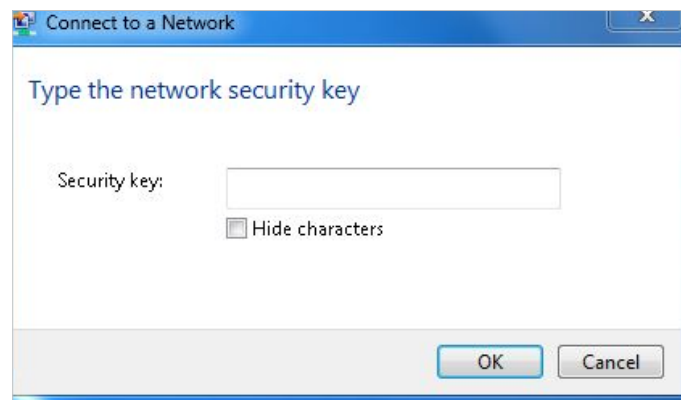 Connect to a Network
X
Type the network security key
Security key:
Hide characters
OK
Cancel